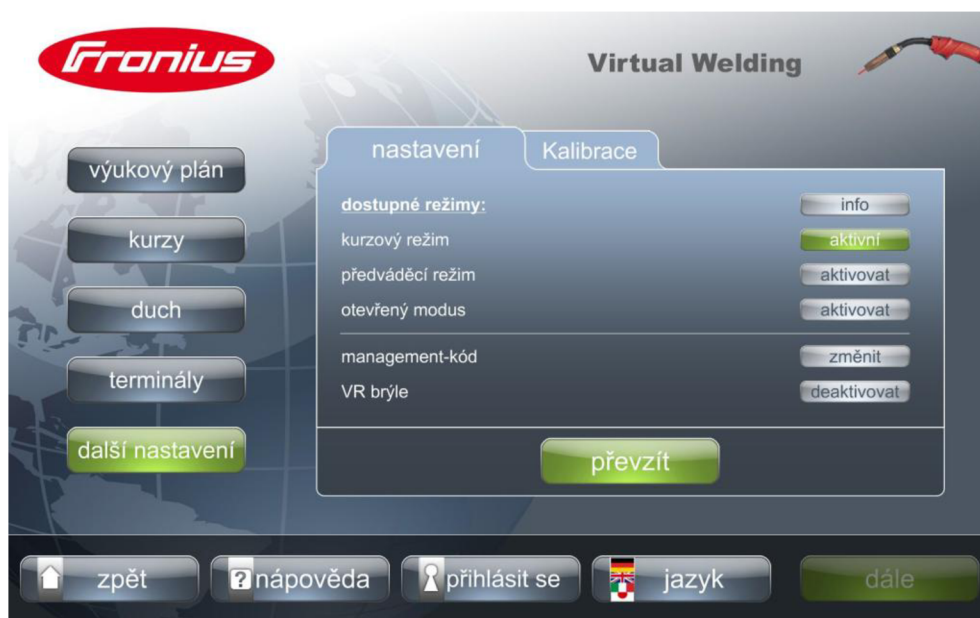 Fronius
Virtual Welding
výukový plán
kurzy
duch
terminály
další nastavení
nastavení
Kalibrace
dostupné režimy:
info
kurzový režim
aktivní
předváděcí režim
aktivovat
otevřený modus
aktivovat
management-kód
změnit
VR brýle
deaktivovat
převzít
zpět
? nápověda
přihlásit se
jazyk
dále